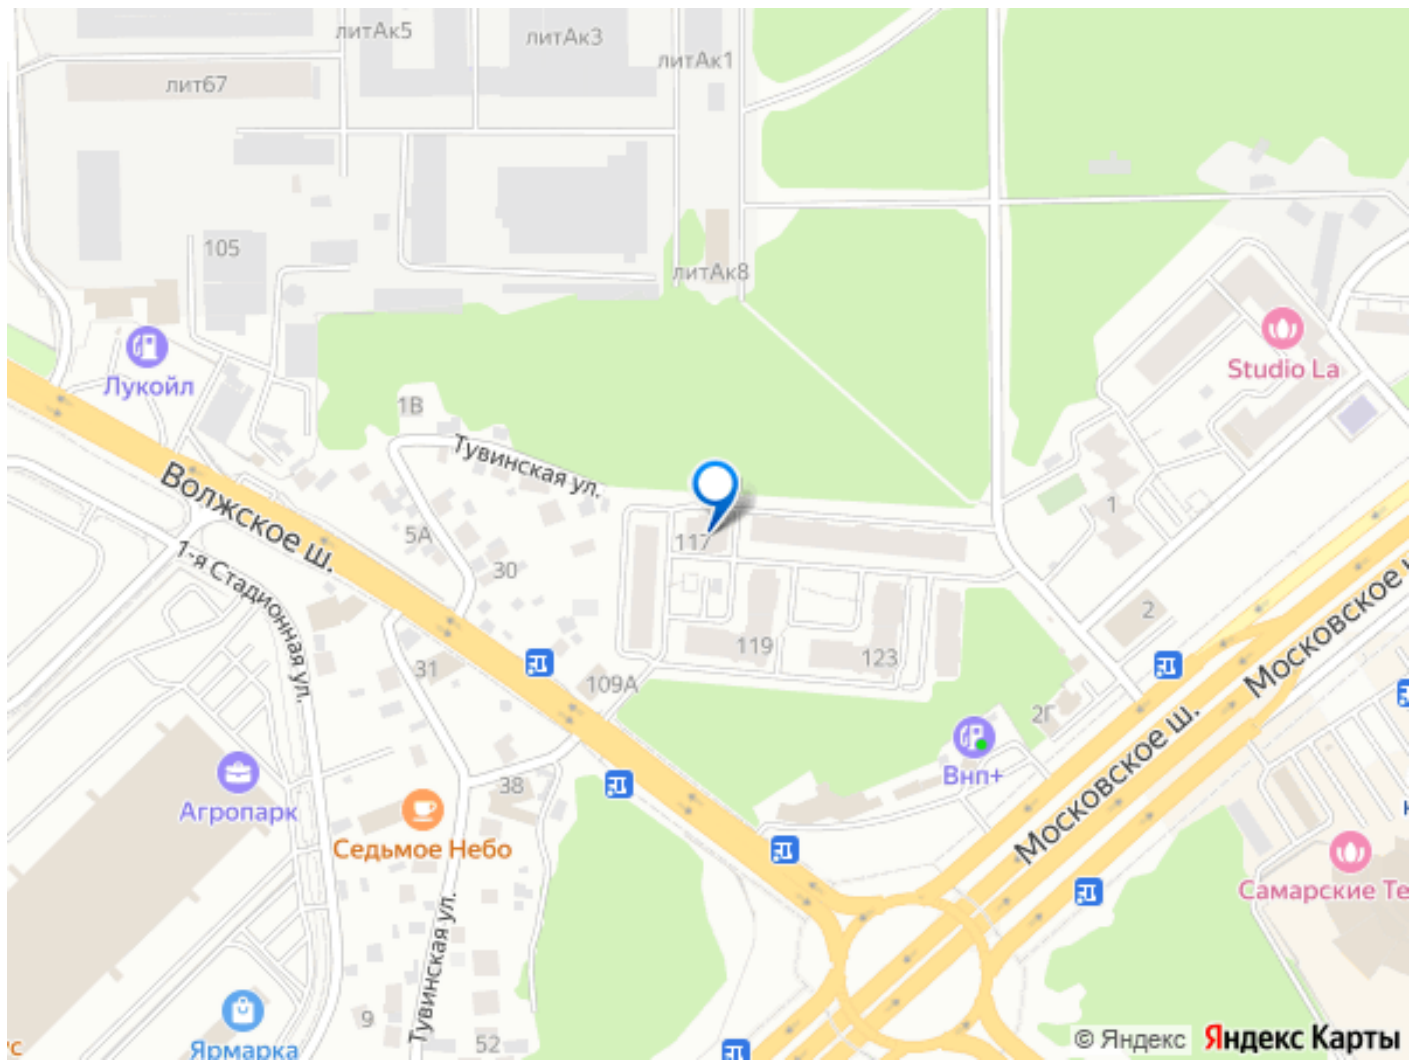 литАк5
литАк3
литАк1
лит67
105
литАк8
Лукойл
Studio La
1В
Тувинская ул.
Волжское ш.
5А
117
1
1-я Стадионная ул.
30
2
Московское ш.
31
119
123
109А
2Г
Московское ш.
Внп+
38
Агропарк
Седьмое Небо
Самарские Те
Тувинская ул.
9
52
Ярмарка
© Яндекс Яндекс Карты